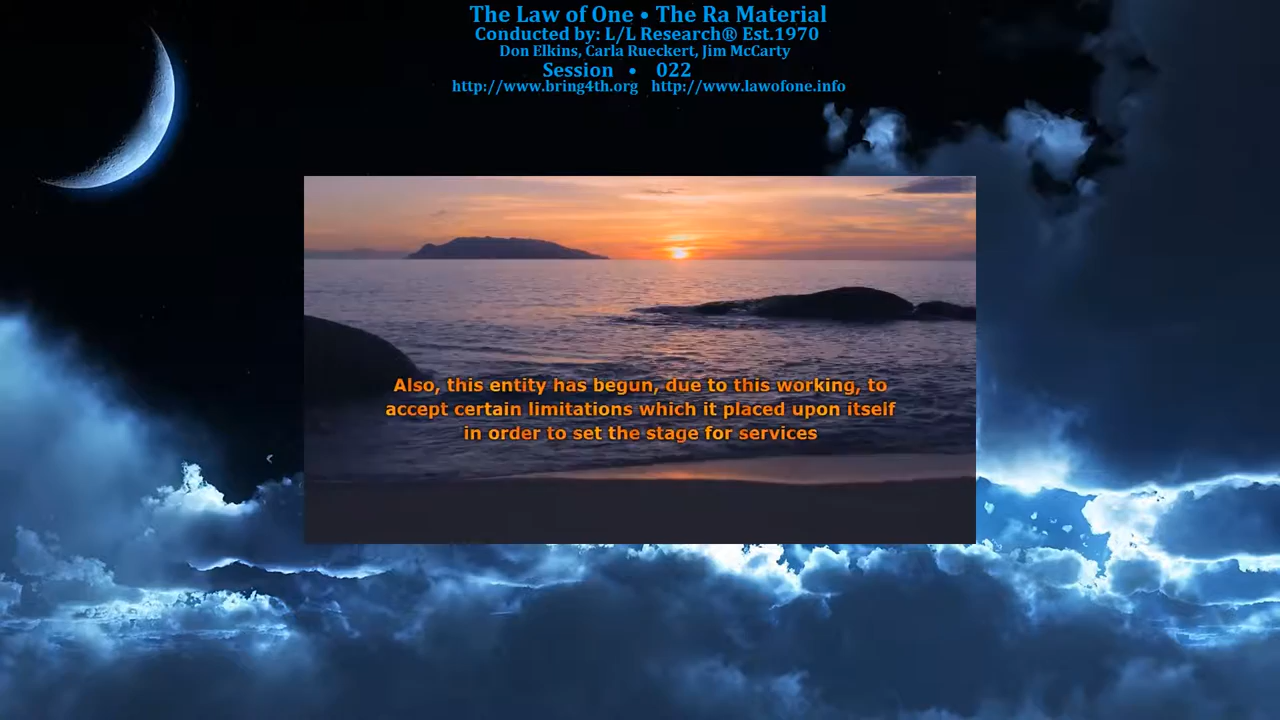 The Law of One • The Ra Material
Conducted by: L/L Research® Est.1970
Don Elkins, Carla Rueckert, Jim McCarty
Session • 022
http://www.bring4th.org http://www.lawofone.info
Also, this entity has begun, due to this working, to
accept certain limitations which it placed upon itself
in order to set the stage for services